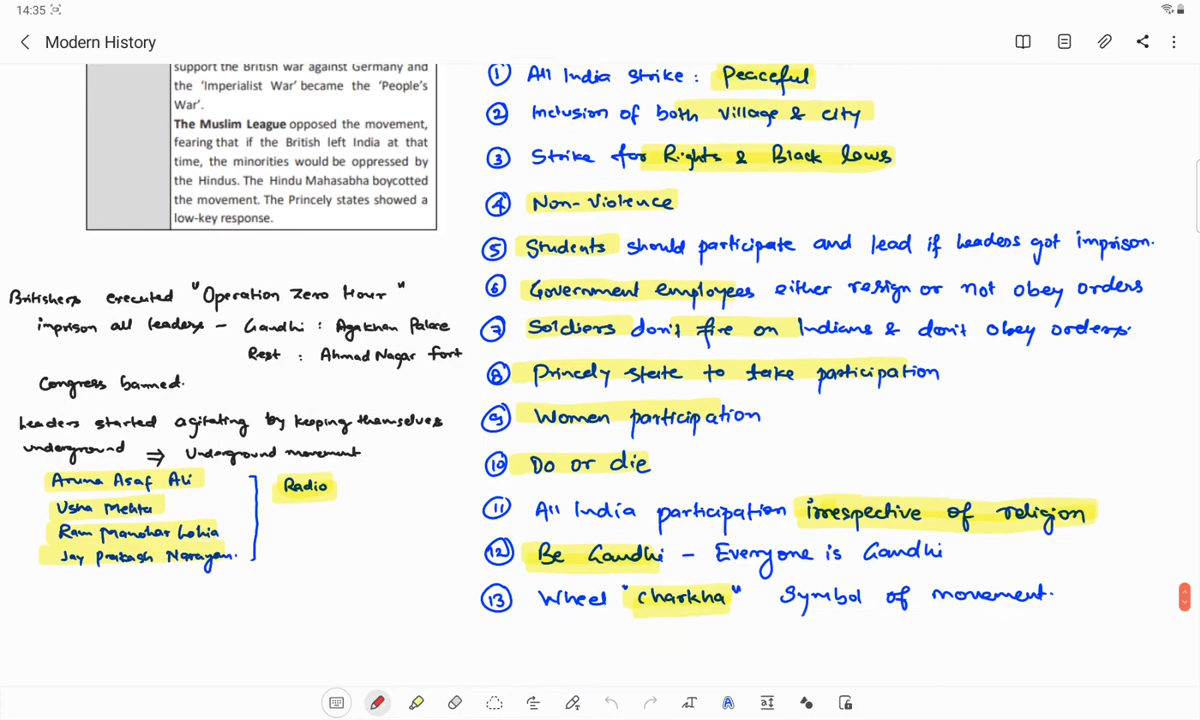 14:35
Modern History
support the British war against Germany and
the ‘Imperialist War’ became the ‘People’s
War’.
The Muslim League opposed the movement,
fearing that if the British left India at that
time, the minorities would be oppressed by
the Hindus. The Hindu Mahasabha boycotted
the movement. The Princely states showed a
low-key response.
Britishers executed "Operation Zero Hour"
imprison all leaders - Gandhi : Agakhan Palace
Rest : Ahmad Nagar fort
Congress banned.
Leaders started agitating by keeping themselves
underground ⇒ Underground movement
Aruna Asaf Ali
Usha Mehta
Ram Manohar Lohia
Jay Prakash Narayan.
Radio
① All India Strike : Peaceful
② Inclusion of both Village & City
③ Strike for Rights & Black laws
④ Non-Violence
⑤ Students should participate and lead if leaders got imprison.
⑥ Government employees either resign or not obey orders
⑦ Soldiers don't fire on Indians & don't obey orders.
⑧ Princely state to take participation
⑨ Women participation
⑩ Do or die
⑪ All India participation irrespective of religion
⑫ Be Gandhi - Everyone is Gandhi
⑬ Wheel "Charkha" Symbol of movement.